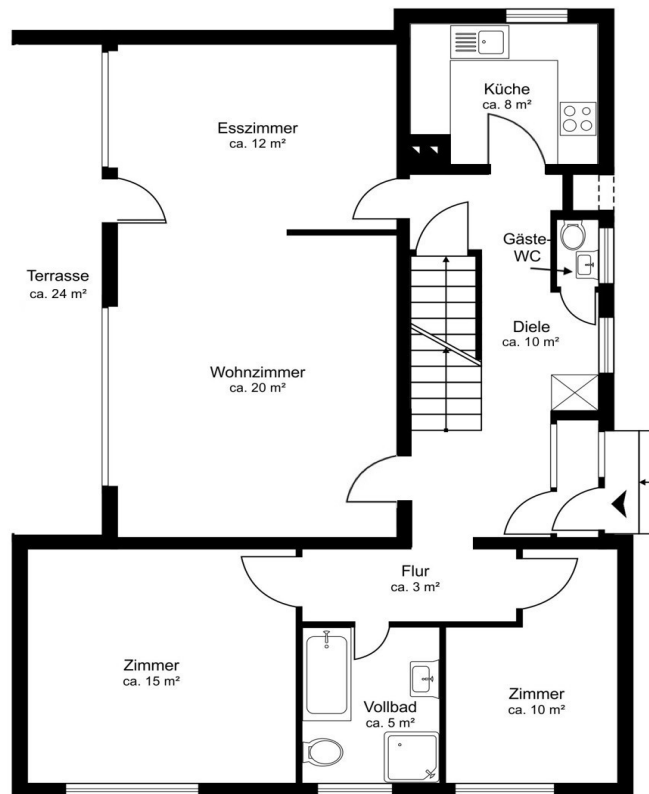 Küche
ca. 8 m²
Esszimmer
ca. 12 m²
Gäste-
WC
Terrasse
ca. 24 m²
Diele
ca. 10 m²
Wohnzimmer
ca. 20 m²
Flur
ca. 3 m²
Zimmer
ca. 15 m²
Vollbad
ca. 5 m²
Zimmer
ca. 10 m²